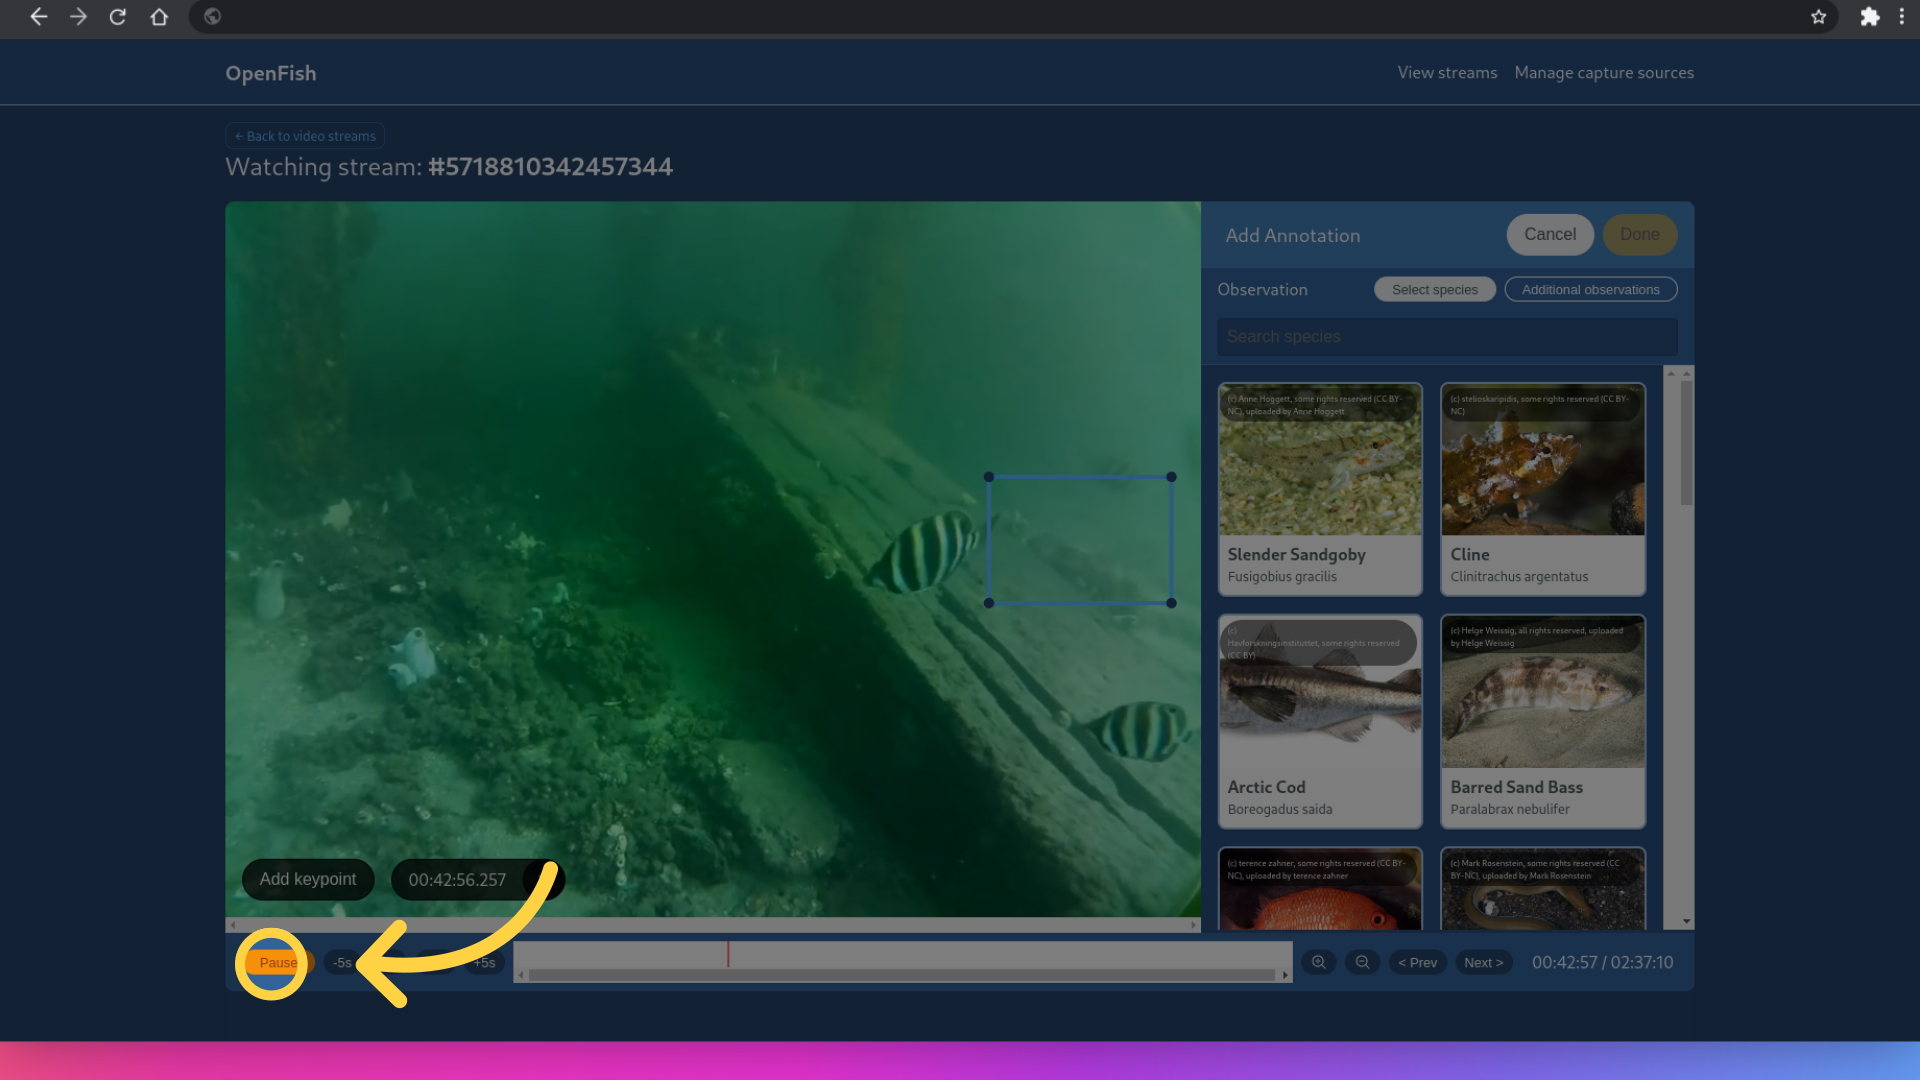 OpenFish
View streams
Manage capture sources
← Back to video streams
Watching stream: #5718810342457344
Add Annotation
Cancel
Done
Observation
Select species
Additional observations
Search species
(c) Anne Hoggett, some rights reserved (CC BY-
NC), uploaded by Anne Hoggett
Slender Sandgoby
Fusigobius gracilis
(c) stelioskaripidis, some rights reserved (CC BY-
NC)
Cline
Clinitrachus argentatus
(c)
Havforskningsinstituttet, some rights reserved
(CC BY)
Arctic Cod
Boreogadus saida
(c) Helge Weissig, all rights reserved, uploaded
by Helge Weissig
Barred Sand Bass
Paralabrax nebulifer
(c) terence zahner, some rights reserved (CC BY-
NC), uploaded by terence zahner
(c) Mark Rosenstein, some rights reserved (CC
BY-NC), uploaded by Mark Rosenstein
Add keypoint
00:42:56.257
Pause
-5s
+5s
< Prev
Next >
00:42:57 / 02:37:10